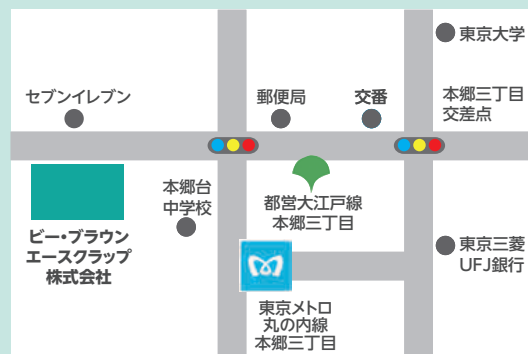 東京大学
セブンイレブン
郵便局
交番
本郷三丁目
交差点
本郷台
中学校
都営大江戸線
本郷三丁目
ビー・ブラウン
エースクラップ
株式会社
東京三菱
UFJ銀行
東京メトロ
丸の内線
本郷三丁目